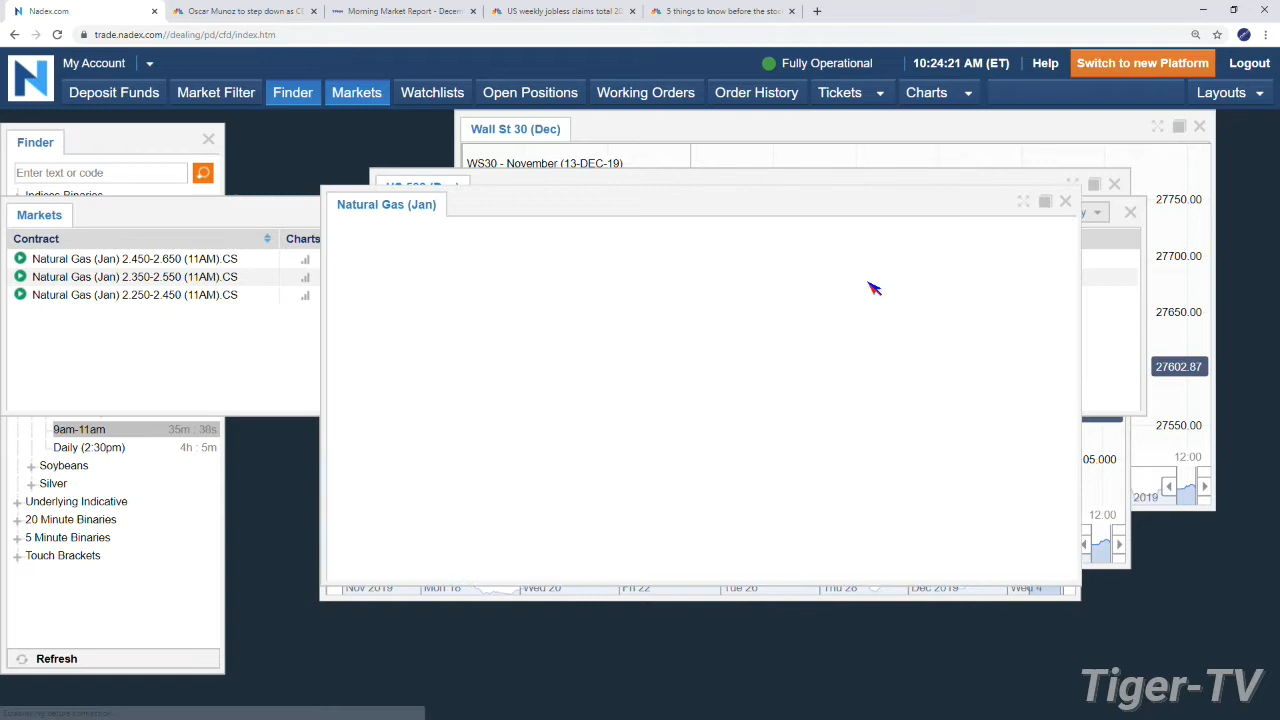 Nadex.com
Oscar Munoz to step down as CE
Morning Market Report - Decem
US weekly jobless claims total 20
5 things to know before the stoc
trade.nadex.com/dealing/pd/cfd/index.htm
My Account
Fully Operational
10:24:21 AM (ET)
Help
Switch to new Platform
Logout
Deposit Funds
Market Filter
Finder
Markets
Watchlists
Open Positions
Working Orders
Order History
Tickets
Charts
Layouts
Finder
Enter text or code
Indices Binaries
Wall St 30 (Dec)
WS30 - November (13-DEC-19)
Natural Gas (Jan)
Markets
Contract
Charts
Natural Gas (Jan) 2.450-2.650 (11AM).CS
Natural Gas (Jan) 2.350-2.550 (11AM).CS
Natural Gas (Jan) 2.250-2.450 (11AM).CS
y
27750.00
27700.00
27650.00
27602.87
27550.00
12:00
2019
05.000
12:00
9am-11am 35m : 38s
Daily (2:30pm) 4h : 5m
Soybeans
Silver
Underlying Indicative
20 Minute Binaries
5 Minute Binaries
Touch Brackets
Nov 2019
Mon 18
Wed 20
Fri 22
Tue 26
Thu 28
Dec 2019
Wed 4
Refresh
Tiger-TV